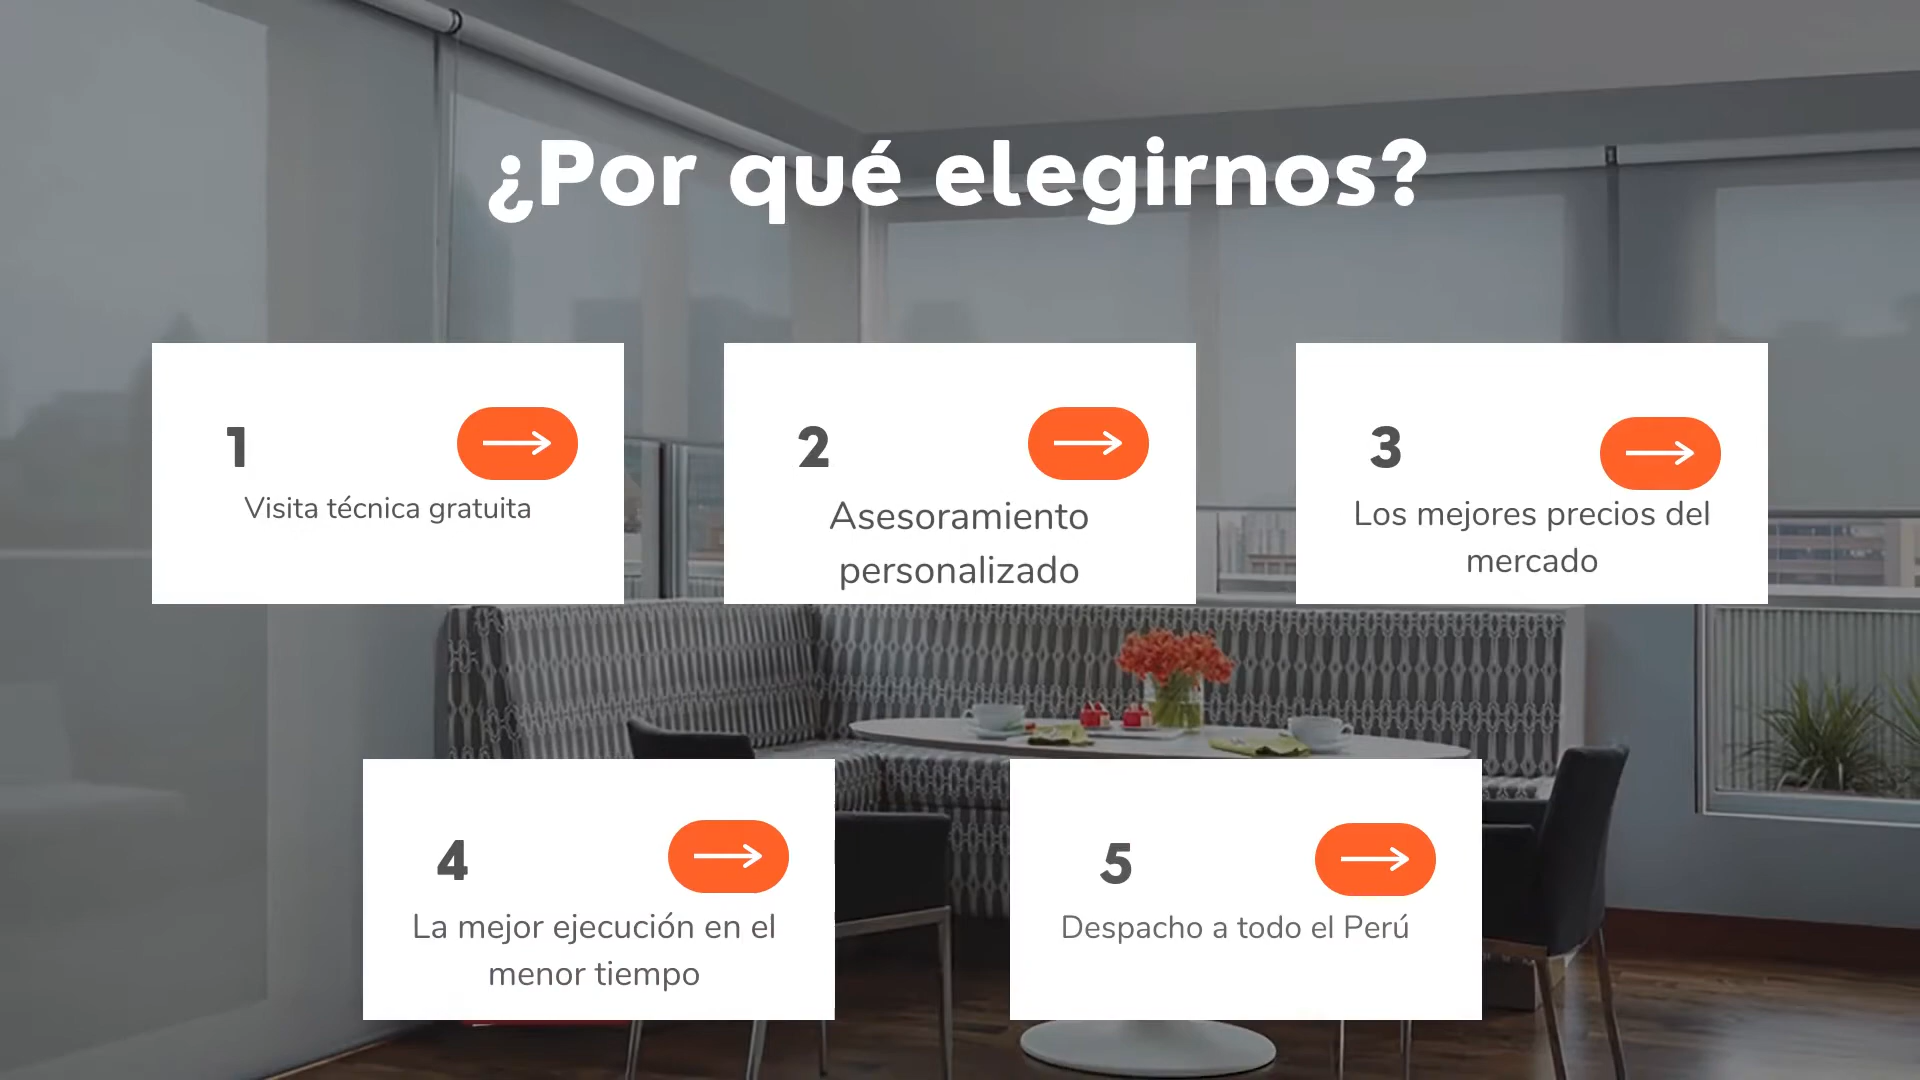 ¿Por qué elegirnos?
1
Visita técnica gratuita
2
Asesoramiento
personalizado
3
Los mejores precios del
mercado
4
La mejor ejecución en el
menor tiempo
5
Despacho a todo el Perú